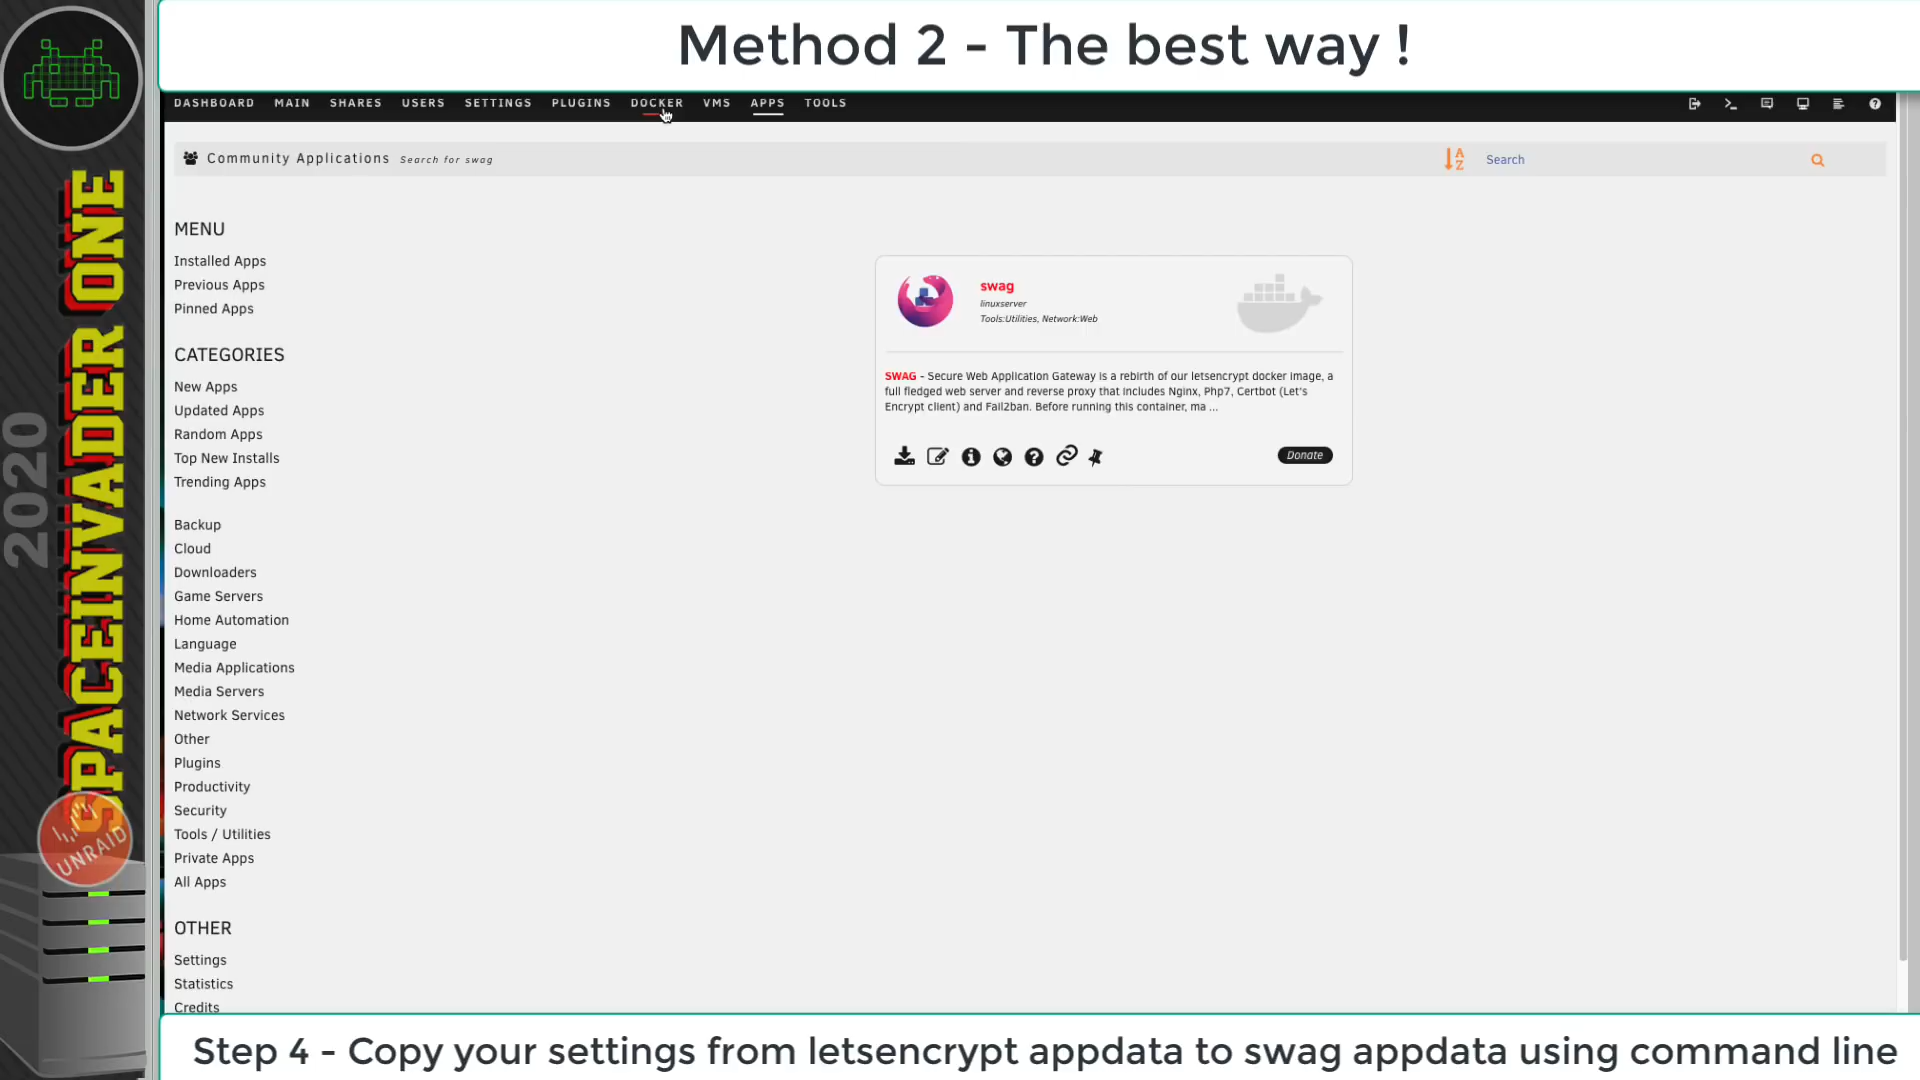 Method 2 - The best way !
DASHBOARD MAIN SHARES USERS SETTINGS PLUGINS DOCKER VMS APPS TOOLS
Community Applications Search for swag
A
Z
Search
MENU
Installed Apps
Previous Apps
Pinned Apps
CATEGORIES
New Apps
Updated Apps
Random Apps
Top New Installs
Trending Apps
Backup
Cloud
Downloaders
Game Servers
Home Automation
Language
Media Applications
Media Servers
Network Services
Other
Plugins
Productivity
Security
Tools / Utilities
Private Apps
All Apps
OTHER
Settings
Statistics
Credits
swag
linuxserver
Tools:Utilities, Network:Web
SWAG - Secure Web Application Gateway is a rebirth of our letsencrypt docker image, a
full fledged web server and reverse proxy that includes Nginx, Php7, Certbot (Let's
Encrypt client) and Fail2ban. Before running this container, ma ...
Donate
2020
SPACEINVADER ONE
UNRAID
Step 4 - Copy your settings from letsencrypt appdata to swag appdata using command line